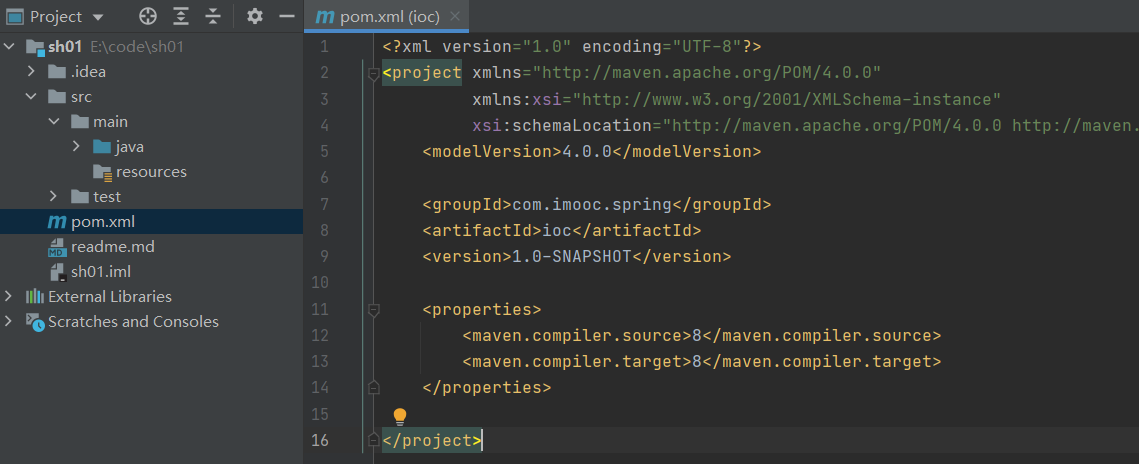 Project
pom.xml (ioc)
sh01 E:\code\sh01
.idea
src
main
java
resources
test
pom.xml
MD readme.md
sh01.iml
External Libraries
Scratches and Consoles
1 <?xml version="1.0" encoding="UTF-8"?>
2 <project xmlns="http://maven.apache.org/POM/4.0.0"
3 xmlns:xsi="http://www.w3.org/2001/XMLSchema-instance"
4 xsi:schemaLocation="http://maven.apache.org/POM/4.0.0 http://maven.
5 <modelVersion>4.0.0</modelVersion>
6
7 <groupId>com.imooc.spring</groupId>
8 <artifactId>ioc</artifactId>
9 <version>1.0-SNAPSHOT</version>
10
11 <properties>
12 <maven.compiler.source>8</maven.compiler.source>
13 <maven.compiler.target>8</maven.compiler.target>
14 </properties>
15
16 </project>